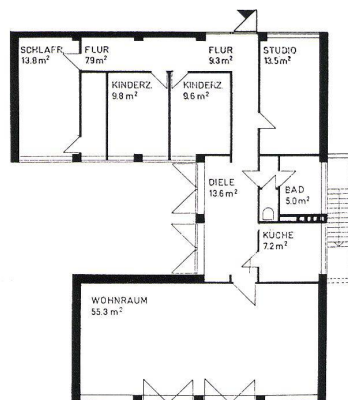 SCHLAFR.
13.8 m²
FLUR
7.9 m²
FLUR
9.3 m²
STUDIO
13.5 m²
KINDERZ.
9.8 m²
KINDERZ.
9.6 m²
DIELE
13.6 m²
BAD
5.0 m²
KÜCHE
7.2 m²
WOHNRAUM
55.3 m²